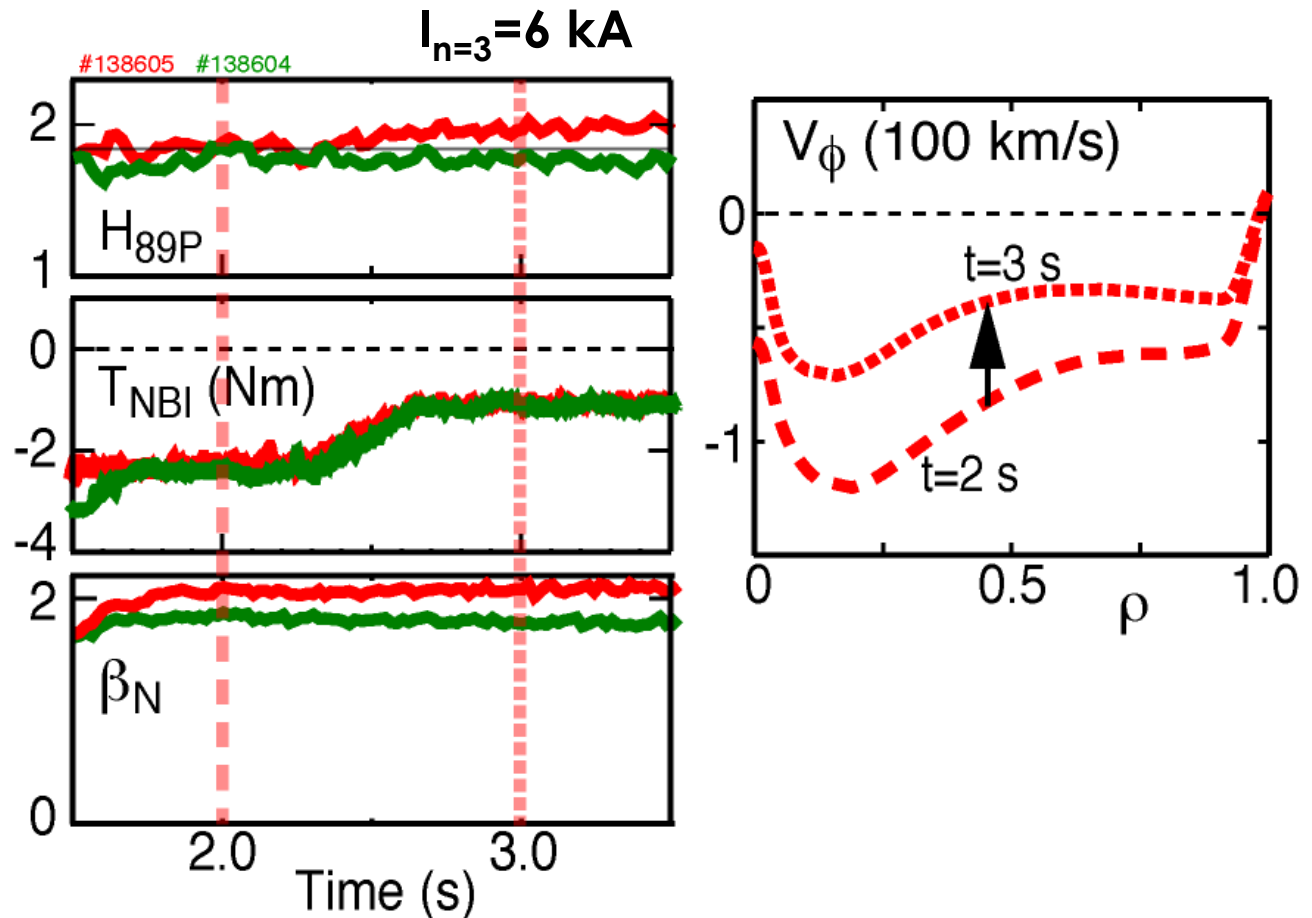 I_{n=3}=6 kA
#138605 #138604
2
H_{89P}
1
0
T_{NBI} (Nm)
-2
-4
2
β_N
0
2.0 3.0
Time (s)
V_ϕ (100 km/s)
0
t=3 s
-1
t=2 s
0 0.5 1.0
ρ